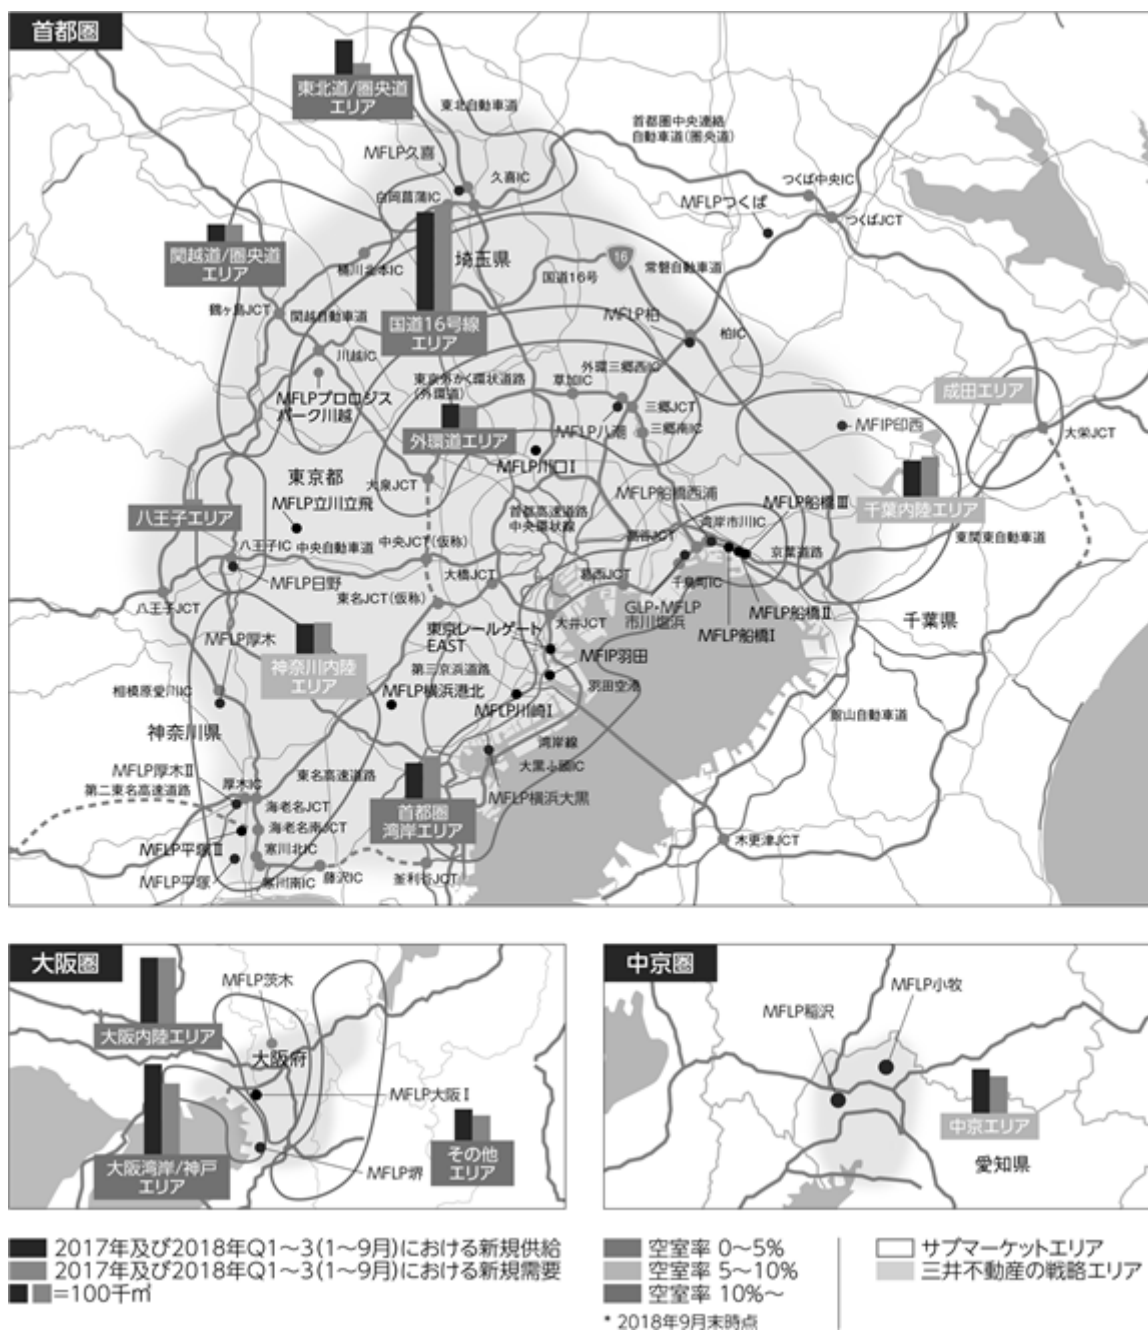 首都圏
東北道/圏央道
エリア
東北自動車道
首都圏中央連絡
自動車道(圏央道)
MFLP久喜
久喜IC
白岡菖蒲IC
つくば中央IC
MFLPつくば
つくばJCT
関越道/圏央道
エリア
埼玉県
桶川北本IC
16
国道16号
常磐自動車道
鶴ヶ島JCT
関越自動車道
国道16号線
エリア
MFLP柏
柏IC
川越IC
外環三郷西IC
東京外かく環状道路
(外環道)
草加IC
成田エリア
MFLPプロロジス
パーク川越
三郷JCT
外環道エリア
MFLP八潮
三郷南IC
MFIP印西
大栄JCT
MFLP川口Ⅰ
東京都
大泉JCT
MFLP船橋西浦
MFLP船橋Ⅲ
千葉内陸エリア
MFLP立川立飛
八王子エリア
首都高速道路
中央環状線
湾岸市川IC
高谷JCT
東関東自動車道
八王子IC
中央自動車道
中央JCT(仮称)
京葉道路
MFLP日野
大橋JCT
葛西JCT
千鳥町IC
八王子JCT
東名JCT(仮称)
GLP・MFLP
市川塩浜
MFLP船橋Ⅱ
千葉県
MFLP厚木
東京レールゲート
EAST
大井JCT
MFLP船橋Ⅰ
神奈川内陸
エリア
第三京浜道路
MFIP羽田
相模原愛川IC
MFLP横浜港北
羽田空港
MFLP川崎Ⅰ
館山自動車道
神奈川県
湾岸線
大黒ふ頭IC
MFLP厚木Ⅱ
東名高速道路
第二東名高速道路
厚木IC
海老名JCT
首都圏
湾岸エリア
MFLP横浜大黒
海老名南JCT
木更津JCT
MFLP平塚Ⅱ
寒川北IC
MFLP平塚
寒川南IC
藤沢IC
釜利谷JCT
大阪圏
MFLP茨木
大阪内陸エリア
大阪府
MFLP大阪Ⅰ
大阪湾岸/神戸
エリア
MFLP堺
その他
エリア
中京圏
MFLP小牧
MFLP稲沢
中京エリア
愛知県
2017年及び2018年Q1～3(1～9月)における新規供給
2017年及び2018年Q1～3(1～9月)における新規需要
=100千㎡
空室率 0～5%
空室率 5～10%
空室率 10%～
* 2018年9月末時点
サブマーケットエリア
三井不動産の戦略エリア